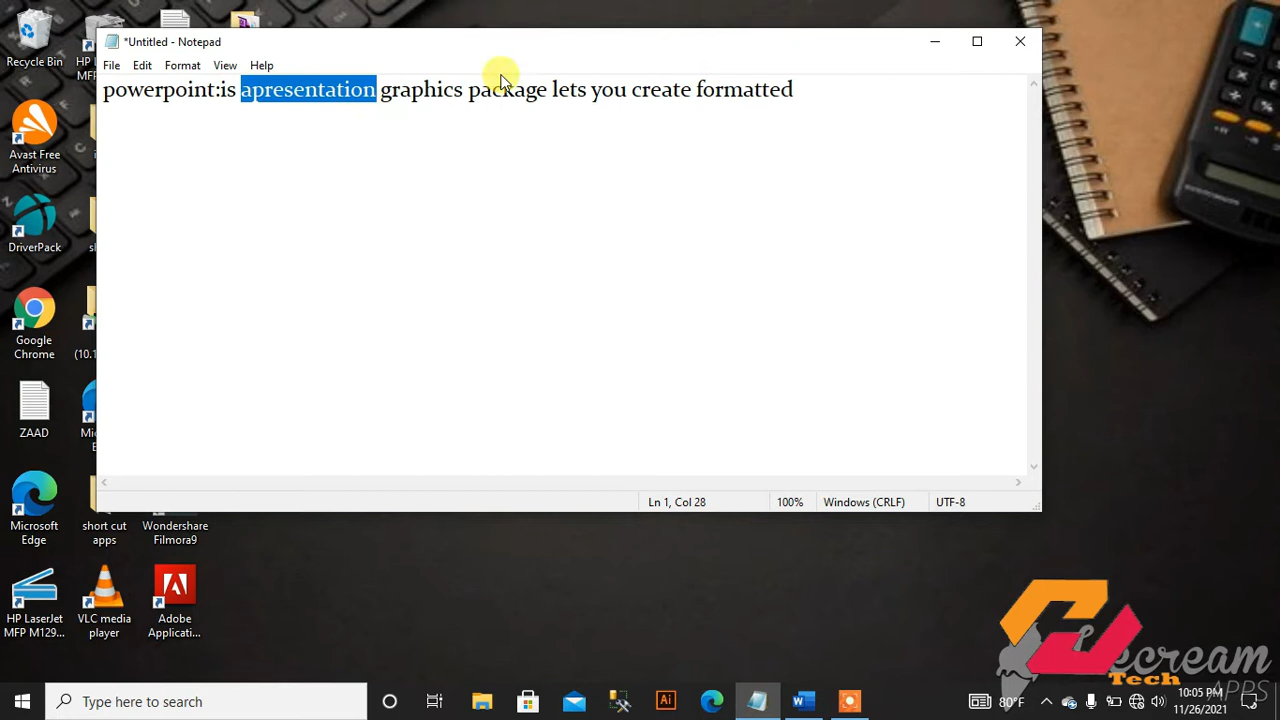 *Untitled - Notepad
File Edit Format View Help
powerpoint:is apresentation graphics package lets you create formatted
Ln 1, Col 28 100% Windows (CRLF) UTF-8
Recycle Bin
Avast Free
Antivirus
DriverPack
Google
Chrome
ZAAD
Microsoft
Edge
short cut
apps
Wondershare
Filmora9
HP LaserJet
MFP M129...
VLC media
player
Adobe
Applicati...
Tech
APPS
Type here to search
80°F
10:05 PM
11/26/2021